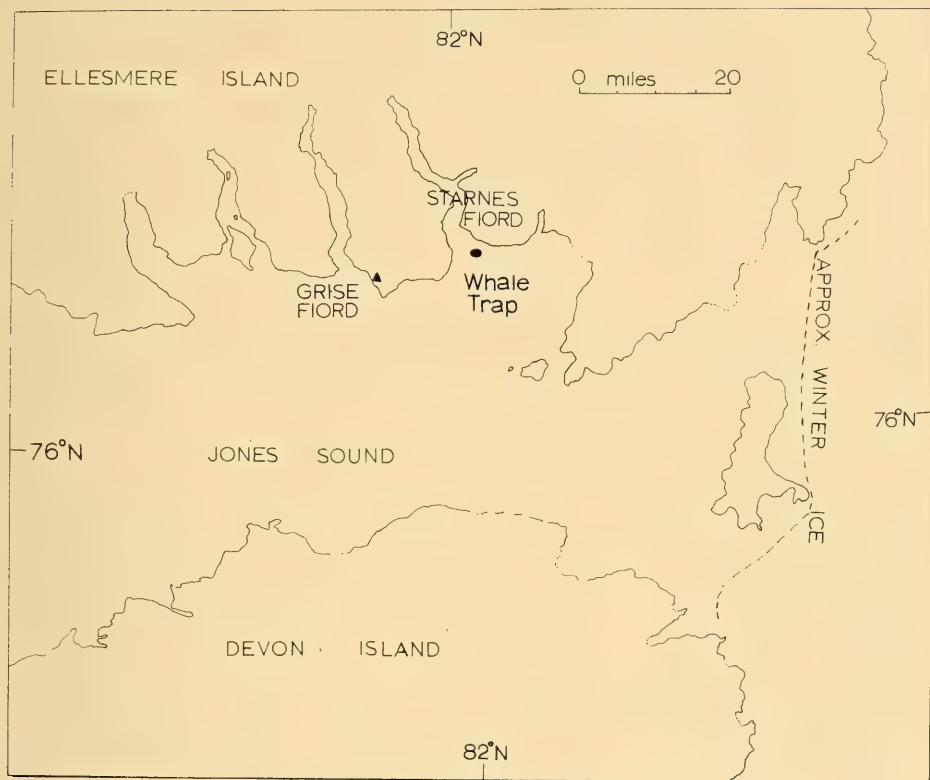 82°N
ELLESMERE ISLAND
0 miles 20
STARNES
FIORD
Whale
Trap
GRISE
FIORD
APPROX. WINTER ICE
76°N
76°N
JONES SOUND
DEVON ISLAND
82°N